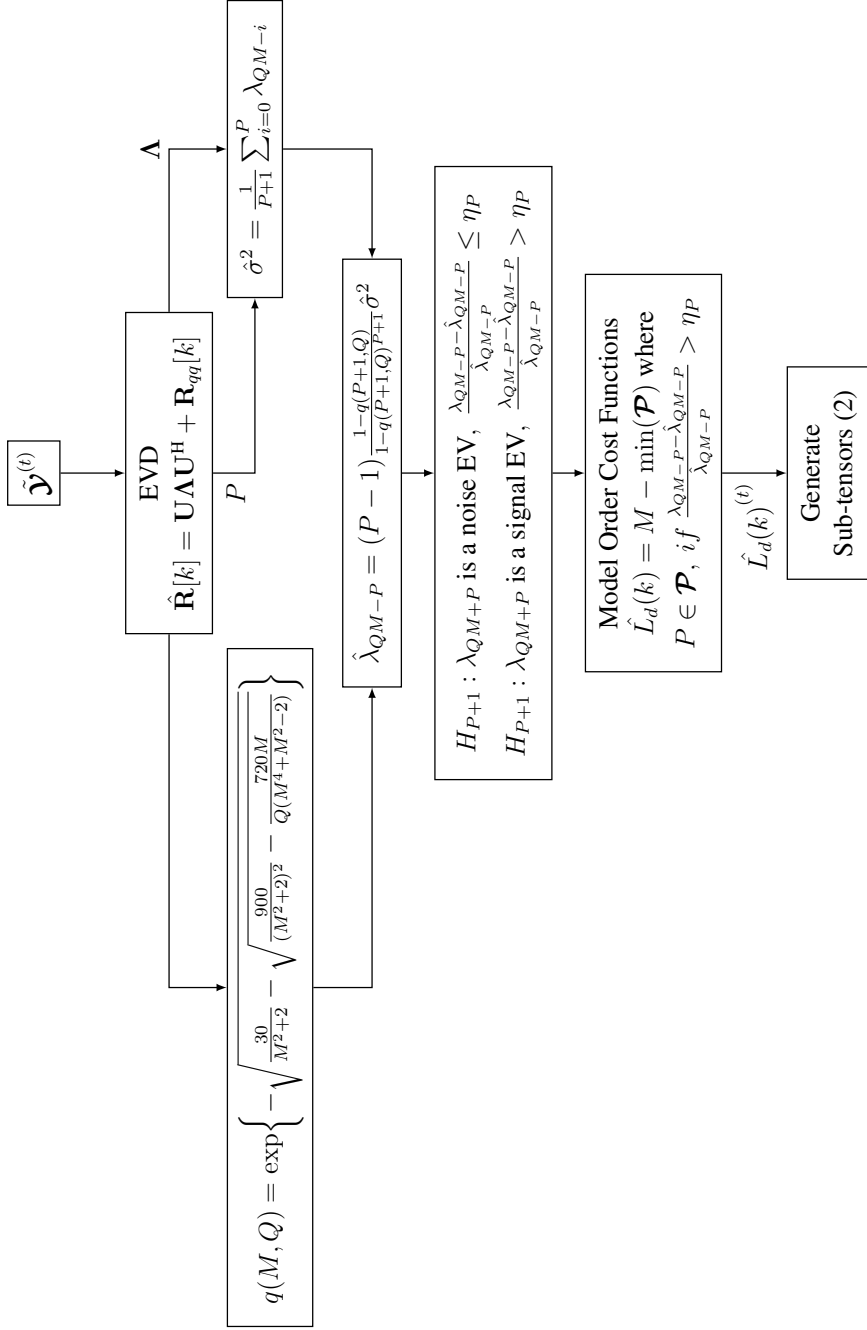 𝓨̃^{(t)}
EVD
R̂[k] = UΛU^H + R_{qq}[k]
P
Λ
q(M, Q) = exp{ −√( 30/(M²+2) − √( 900/(M²+2)² − 720M/(Q(M⁴+M²−2)) ) ) }
σ̂² = 1/(P+1) ∑_{i=0}^{P} λ_{QM−i}
λ̂_{QM−P} = (P − 1) (1−q(P+1,Q))/(1−q(P+1,Q)^{P+1}) σ̂²
H_{P+1} : λ_{QM+P} is a noise EV, (λ_{QM−P}−λ̂_{QM−P})/λ̂_{QM−P} ≤ η_P
H_{P+1} : λ_{QM+P} is a signal EV, (λ_{QM−P}−λ̂_{QM−P})/λ̂_{QM−P} > η_P
Model Order Cost Functions
L̂_d(k) = M − min(𝓟) where
P ∈ 𝓟, if (λ_{QM−P}−λ̂_{QM−P})/λ̂_{QM−P} > η_P
L̂_d(k)^{(t)}
Generate
Sub-tensors (2)